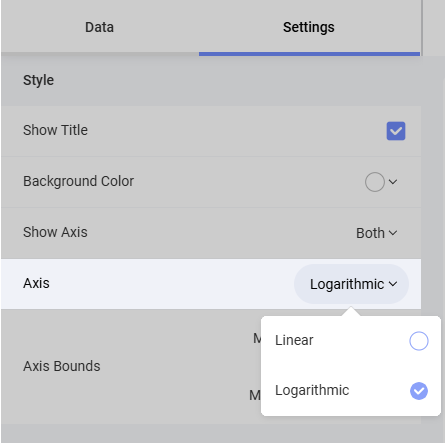 Data Settings
Style
Show Title
Background Color
Show Axis Both
Axis Logarithmic
Linear
Axis Bounds
Logarithmic